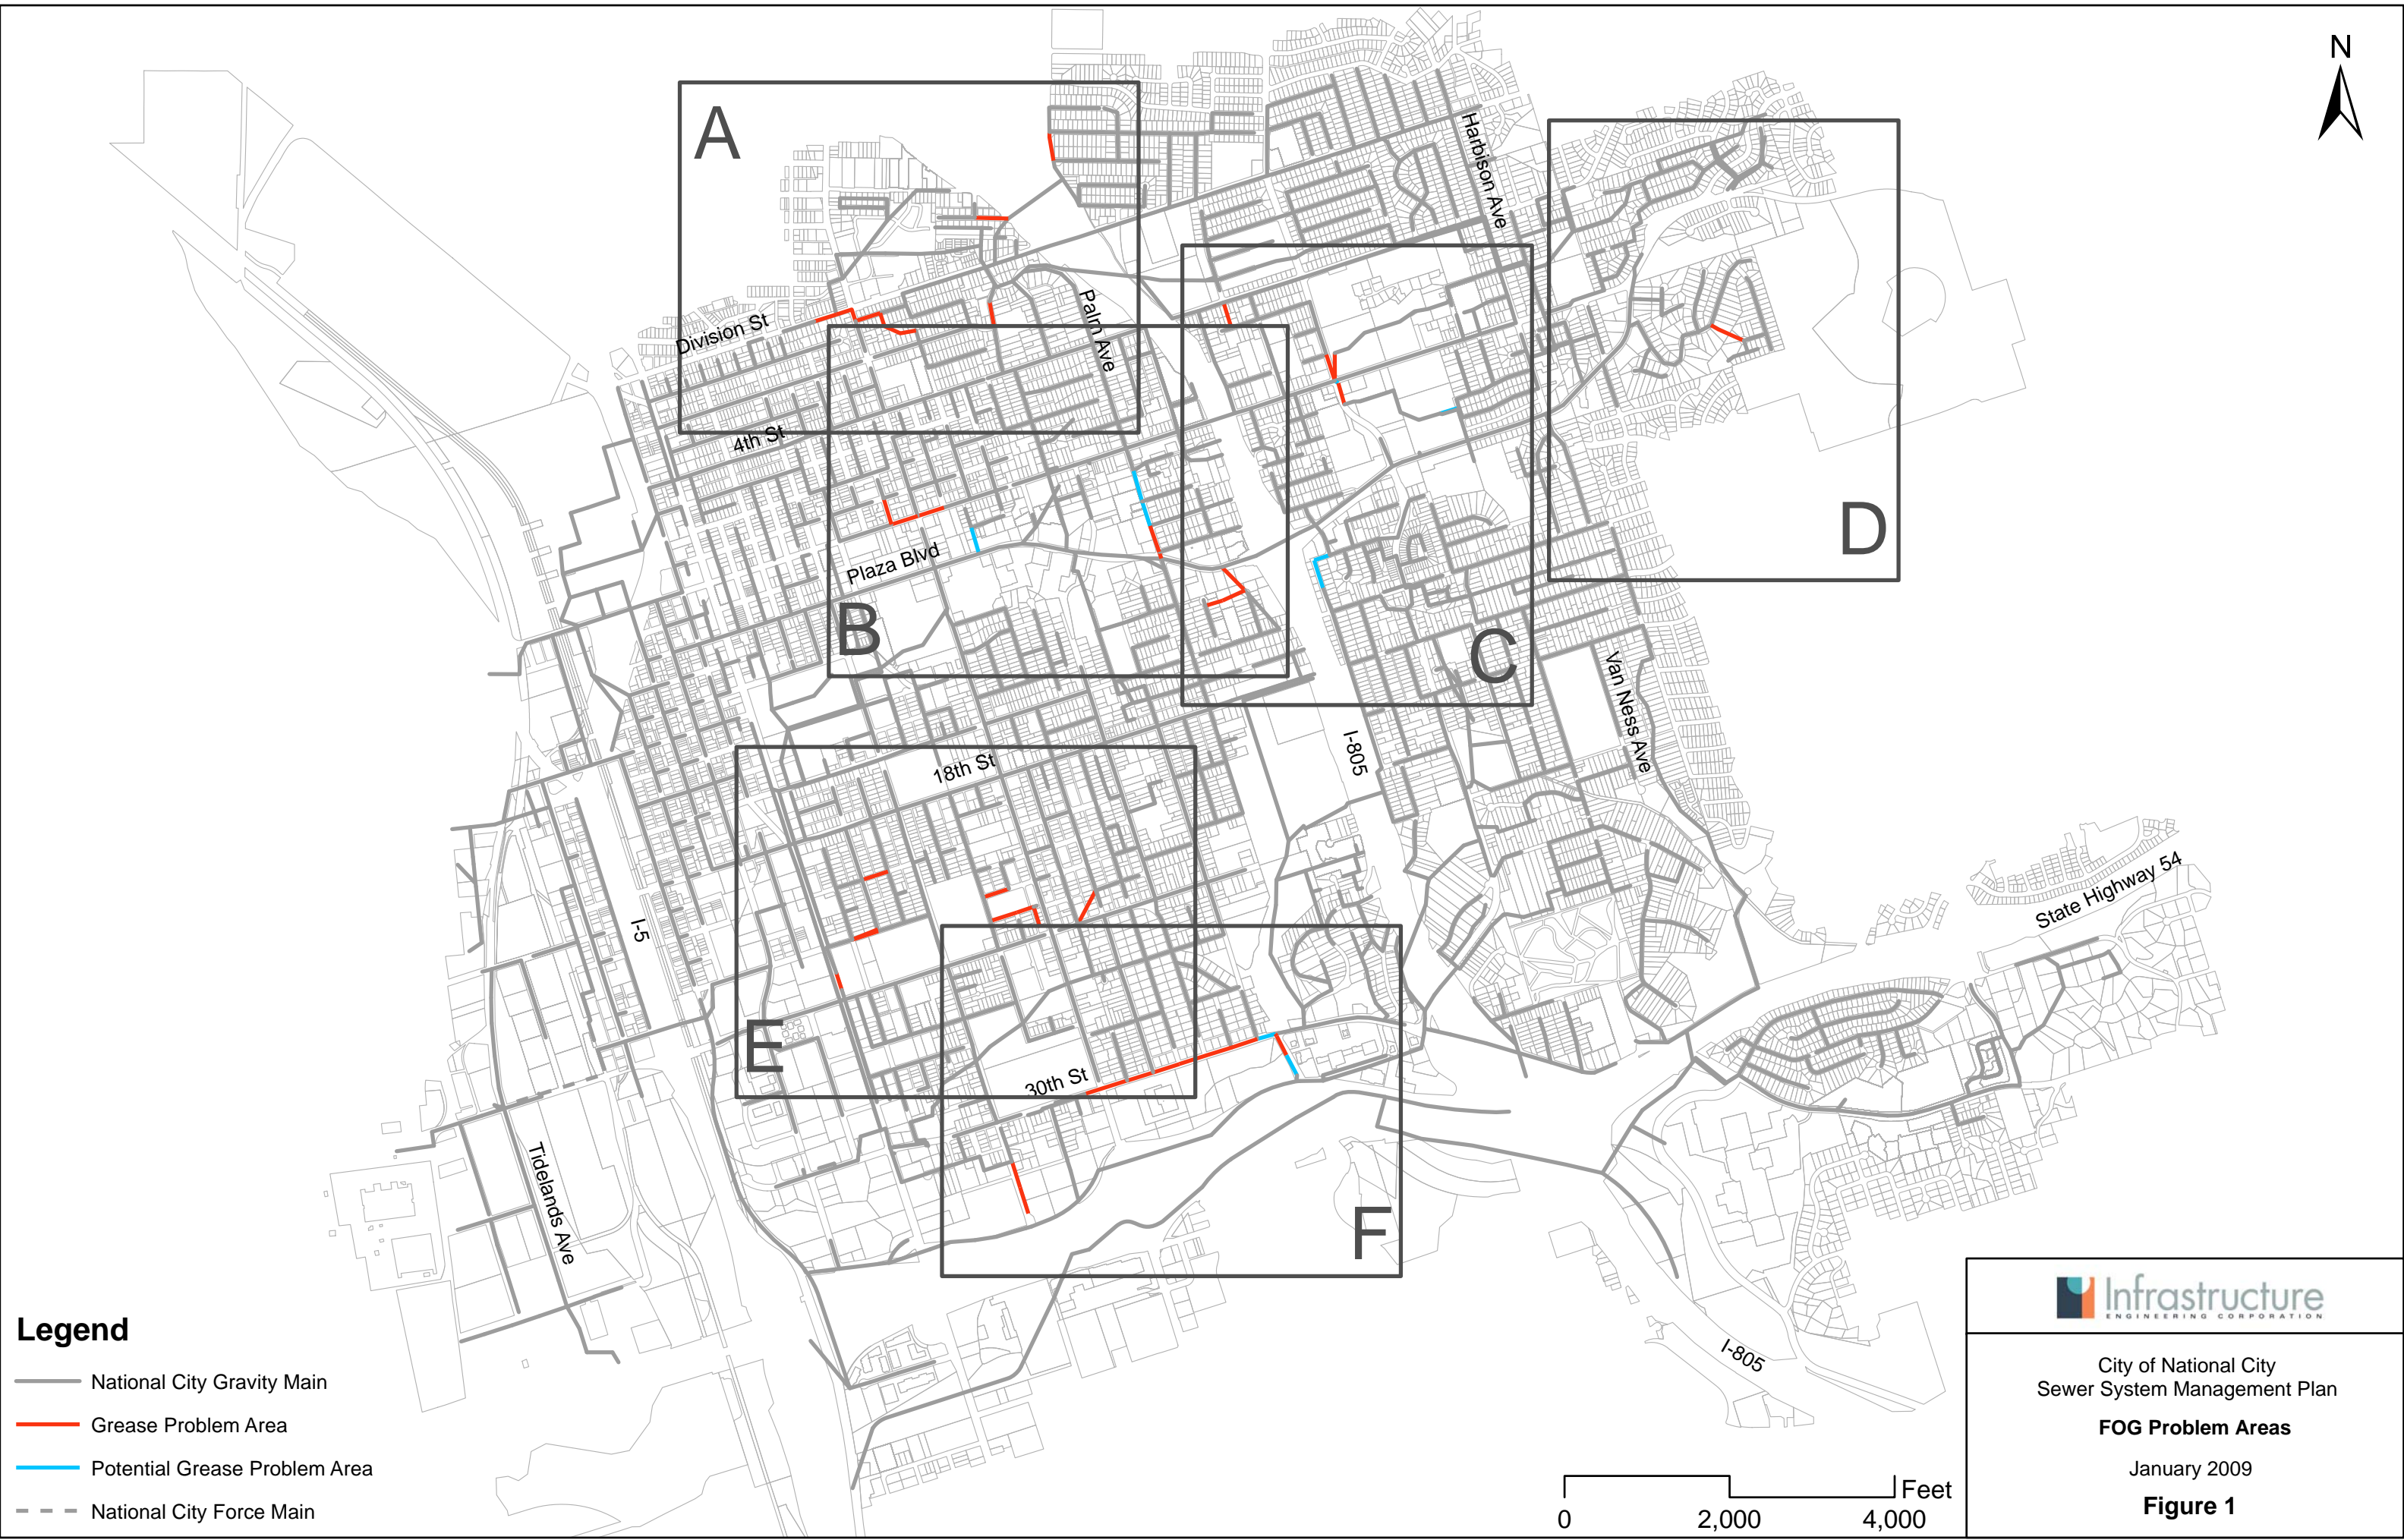 N
A
Harbison Ave
Division St
Palm Ave
4th St
D
Plaza Blvd
B
C
Van Ness Ave
I-805
18th St
State Highway 54
I-5
E
30th St
Tidelands Ave
F
I-805
Legend
National City Gravity Main
Grease Problem Area
Potential Grease Problem Area
National City Force Main
Feet
0 2,000 4,000
Infrastructure
ENGINEERING CORPORATION
City of National City
Sewer System Management Plan
FOG Problem Areas
January 2009
Figure 1